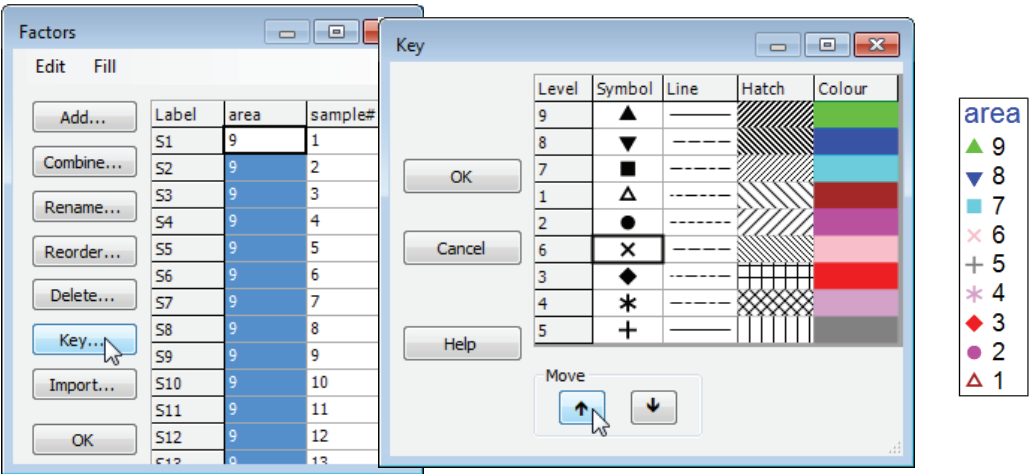 Factors
Edit Fill
Add...
Combine...
Rename...
Reorder...
Delete...
Key...
Import...
OK
Label area sample#
S1 9 1
S2 9 2
S3 9 3
S4 9 4
S5 9 5
S6 9 6
S7 9 7
S8 9 8
S9 9 9
S10 9 10
S11 9 11
S12 9 12
S13 9 13
Key
OK
Cancel
Help
Level Symbol Line Hatch Colour
9
8
7
1
2
6
3
4
5
Move
area
9
8
7
6
5
4
3
2
1